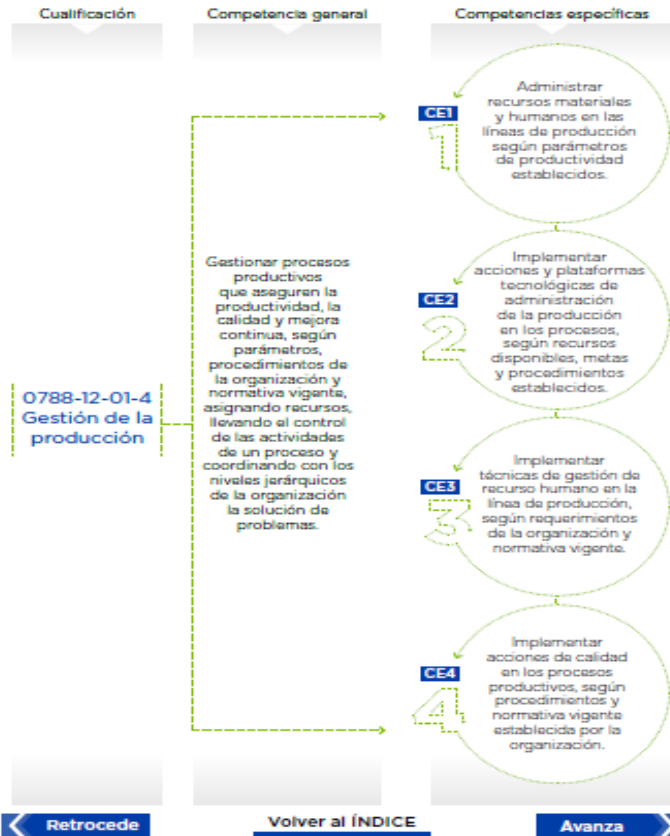 Cualificación
Competencia general
Competencias específicas
0788-12-01-4
Gestión de la
producción
Gestionar procesos
productivos
que aseguren la
productividad, la
calidad y mejora
continua, según
parámetros,
procedimientos de
la organización y
normativa vigente,
asignando recursos,
llevando el control
de las actividades
de un proceso y
coordinando con los
niveles jerárquicos
de la organización
la solución de
problemas.
CE1
1
Administrar
recursos materiales
y humanos en las
líneas de producción
según parámetros
de productividad
establecidos.
CE2
2
Implementar
acciones y plataformas
tecnológicas de
administración
de la producción
en los procesos,
según recursos
disponibles, metas
y procedimientos
establecidos.
CE3
3
Implementar
técnicas de gestión de
recurso humano en la
línea de producción,
según requerimientos
de la organización y
normativa vigente.
CE4
4
Implementar
acciones de calidad
en los procesos
productivos, según
procedimientos y
normativa vigente
establecida por la
organización.
Retrocede
Volver al ÍNDICE
Avanza